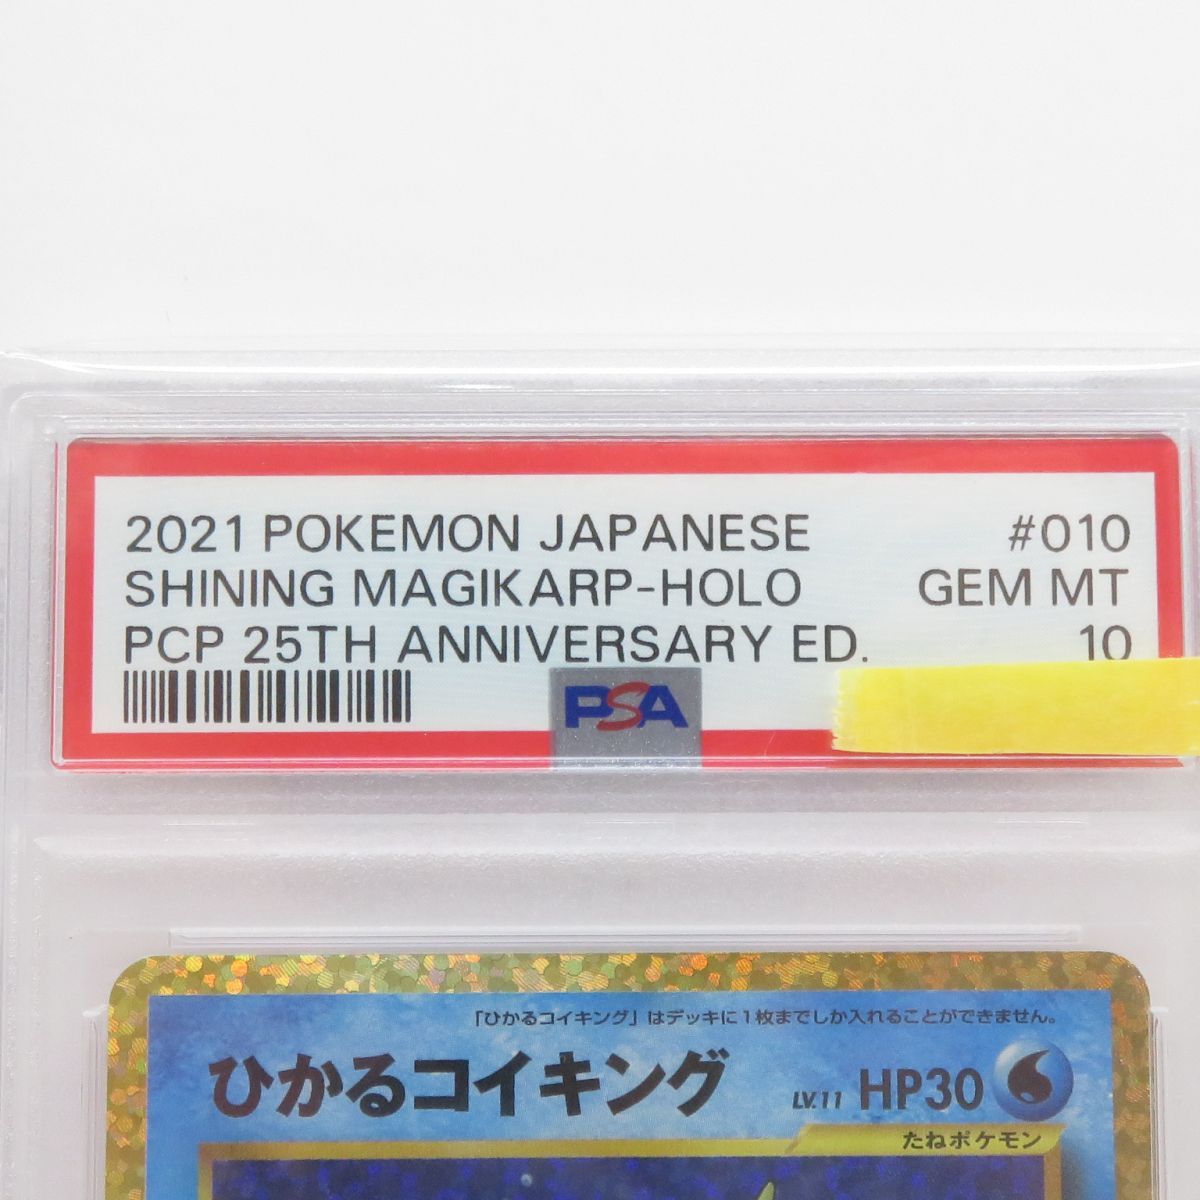 2021 POKEMON JAPANESE #010
SHINING MAGIKARP-HOLO GEM MT
PCP 25TH ANNIVERSARY ED. 10
PSA
「ひかるコイキング」はデッキに1枚までしか入れることができません。
ひかるコイキング LV.11 HP30
たねポケモン